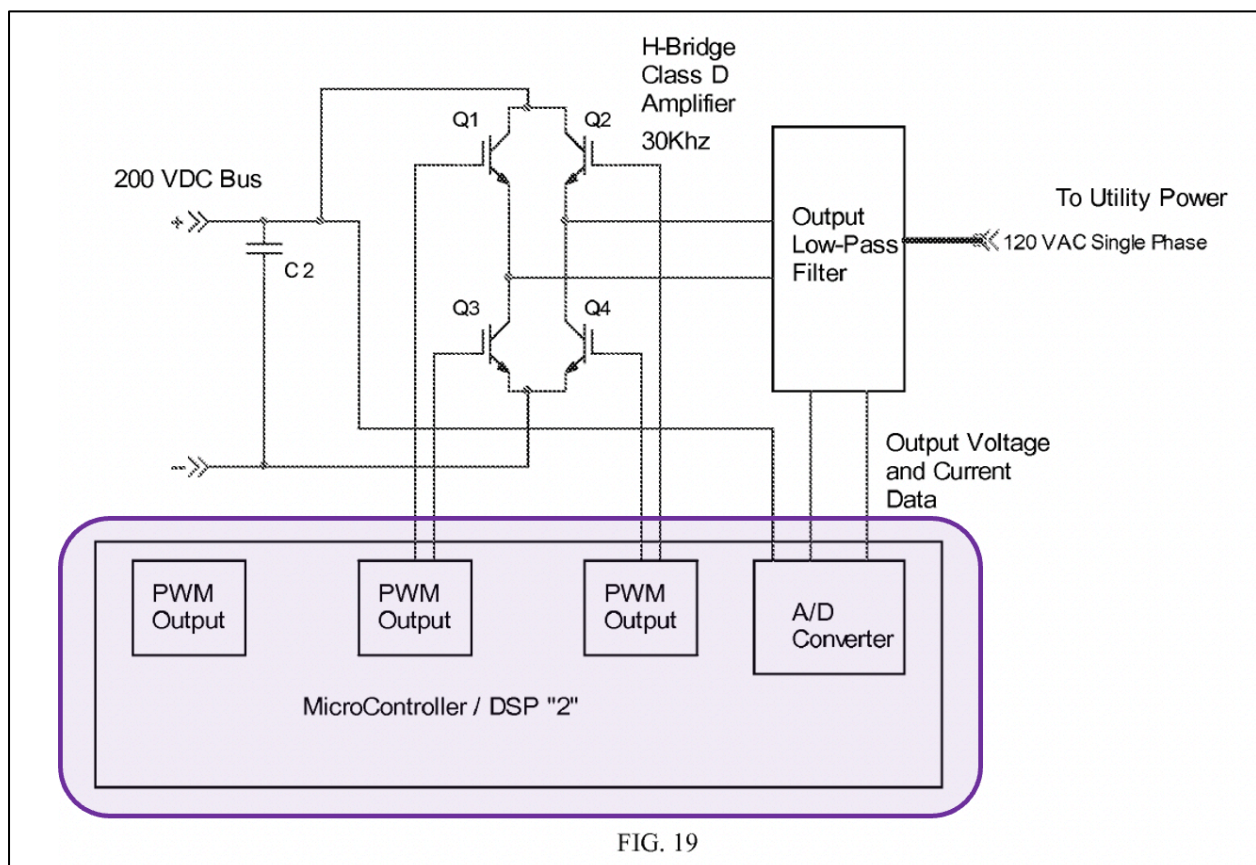 H-Bridge
Class D
Amplifier
30Khz
Q1
Q2
200 VDC Bus
+
C2
To Utility Power
120 VAC Single Phase
Output
Low-Pass
Filter
Q3
Q4
-
Output Voltage
and Current
Data
PWM
Output
PWM
Output
PWM
Output
A/D
Converter
MicroController / DSP "2"
FIG. 19